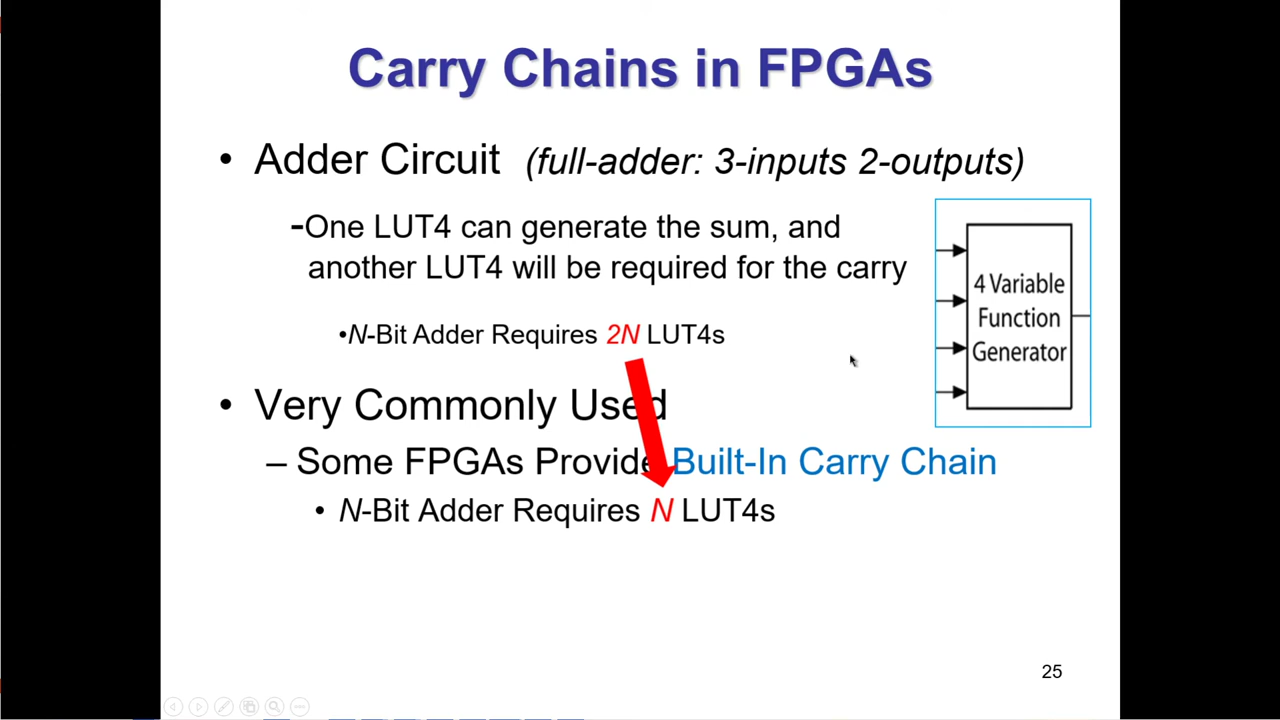 Carry Chains in FPGAs
• Adder Circuit (full-adder: 3-inputs 2-outputs)
-One LUT4 can generate the sum, and
another LUT4 will be required for the carry
•N-Bit Adder Requires 2N LUT4s
4 Variable
Function
Generator
• Very Commonly Used
– Some FPGAs Provide Built-In Carry Chain
• N-Bit Adder Requires N LUT4s
25